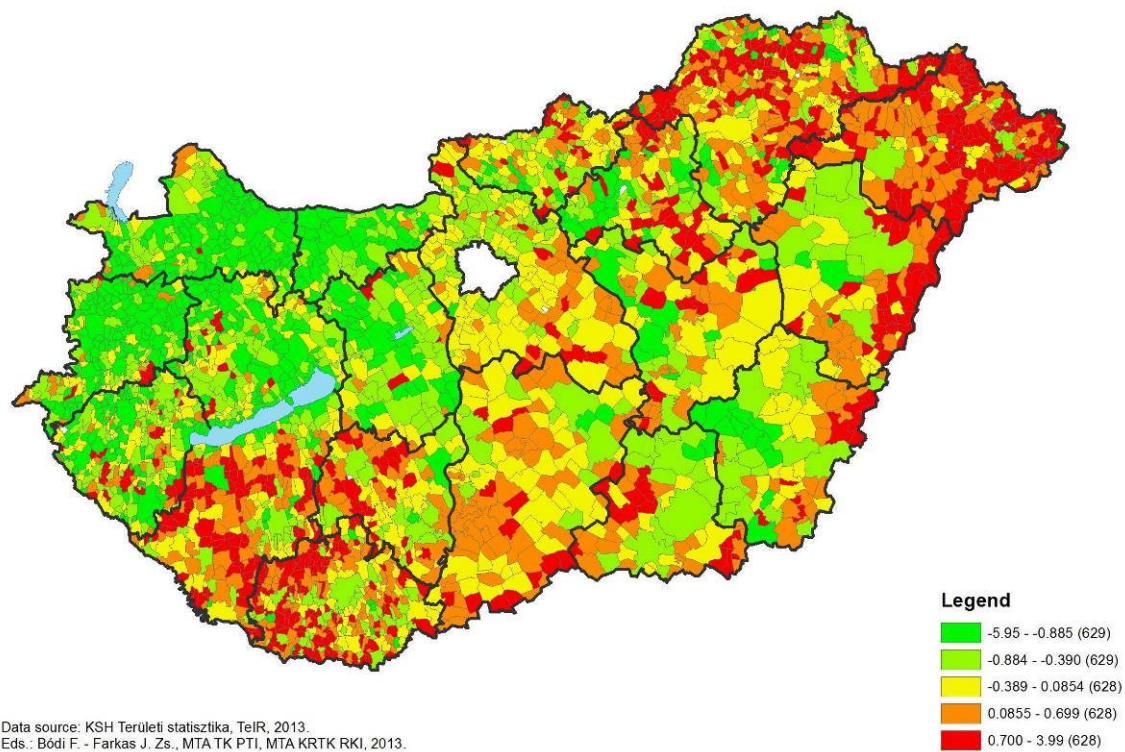 Legend
-5.95 - -0.885 (629)
-0.884 - -0.390 (629)
-0.389 - 0.0854 (628)
0.0855 - 0.699 (628)
0.700 - 3.99 (628)
Data source: KSH Területi statisztika, TeIR, 2013.
Eds.: Bódi F. - Farkas J. Zs., MTA TK PTI, MTA KRTK RKI, 2013.